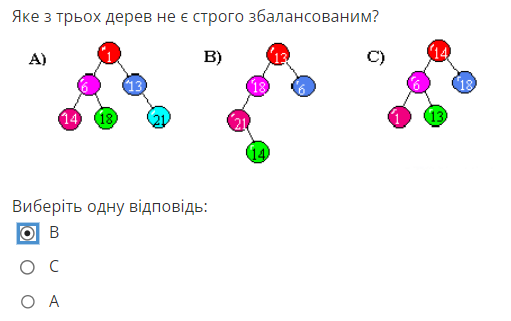 Яке з трьох дерев не є строго збалансованим?
A) 1 B) 13 C) 14
6 13 18 6 6 18
14 18 21 21 1 13
14
Виберіть одну відповідь:
B
C
A